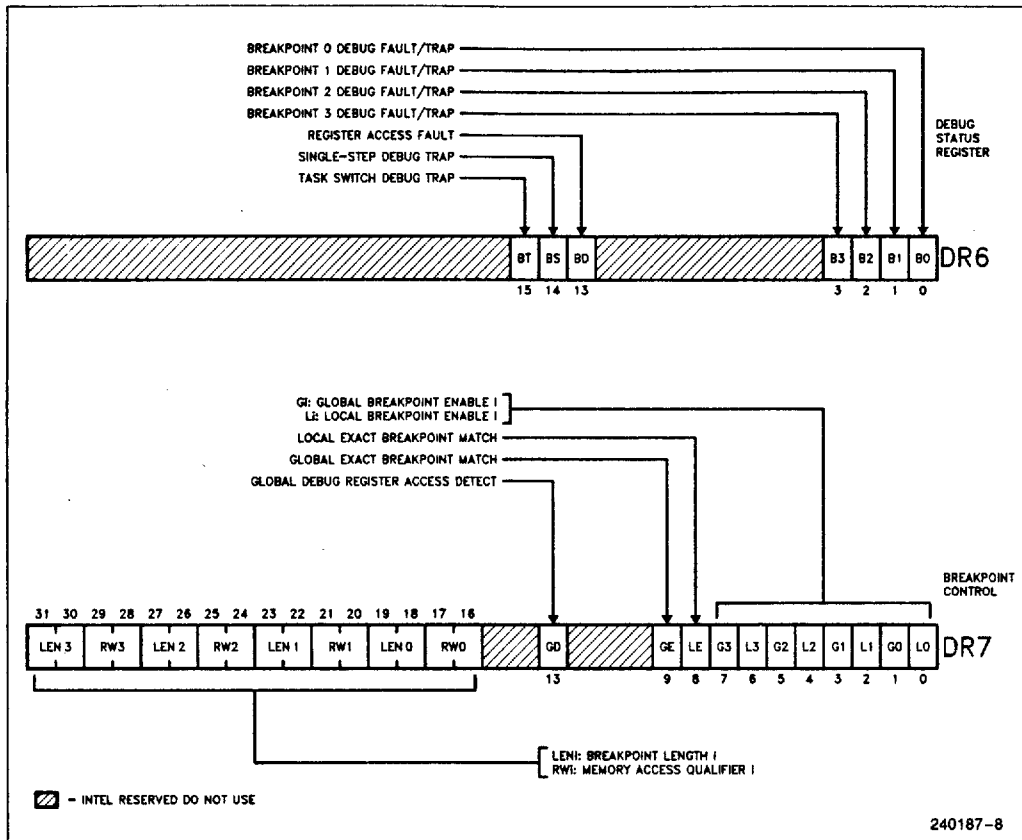 BREAKPOINT 0 DEBUG FAULT/TRAP
BREAKPOINT 1 DEBUG FAULT/TRAP
BREAKPOINT 2 DEBUG FAULT/TRAP
BREAKPOINT 3 DEBUG FAULT/TRAP
REGISTER ACCESS FAULT
SINGLE-STEP DEBUG TRAP
TASK SWITCH DEBUG TRAP
DEBUG
STATUS
REGISTER
BT BS BD B3 B2 B1 B0 DR6
15 14 13 3 2 1 0
Gi: GLOBAL BREAKPOINT ENABLE i
Li: LOCAL BREAKPOINT ENABLE i
LOCAL EXACT BREAKPOINT MATCH
GLOBAL EXACT BREAKPOINT MATCH
GLOBAL DEBUG REGISTER ACCESS DETECT
BREAKPOINT
CONTROL
31 30 29 28 27 26 25 24 23 22 21 20 19 18 17 16
LEN 3 RW3 LEN 2 RW2 LEN 1 RW1 LEN 0 RW0 GD GE LE G3 L3 G2 L2 G1 L1 G0 L0 DR7
13 9 8 7 6 5 4 3 2 1 0
LENi: BREAKPOINT LENGTH i
RWi: MEMORY ACCESS QUALIFIER i
- INTEL RESERVED DO NOT USE
240187-8